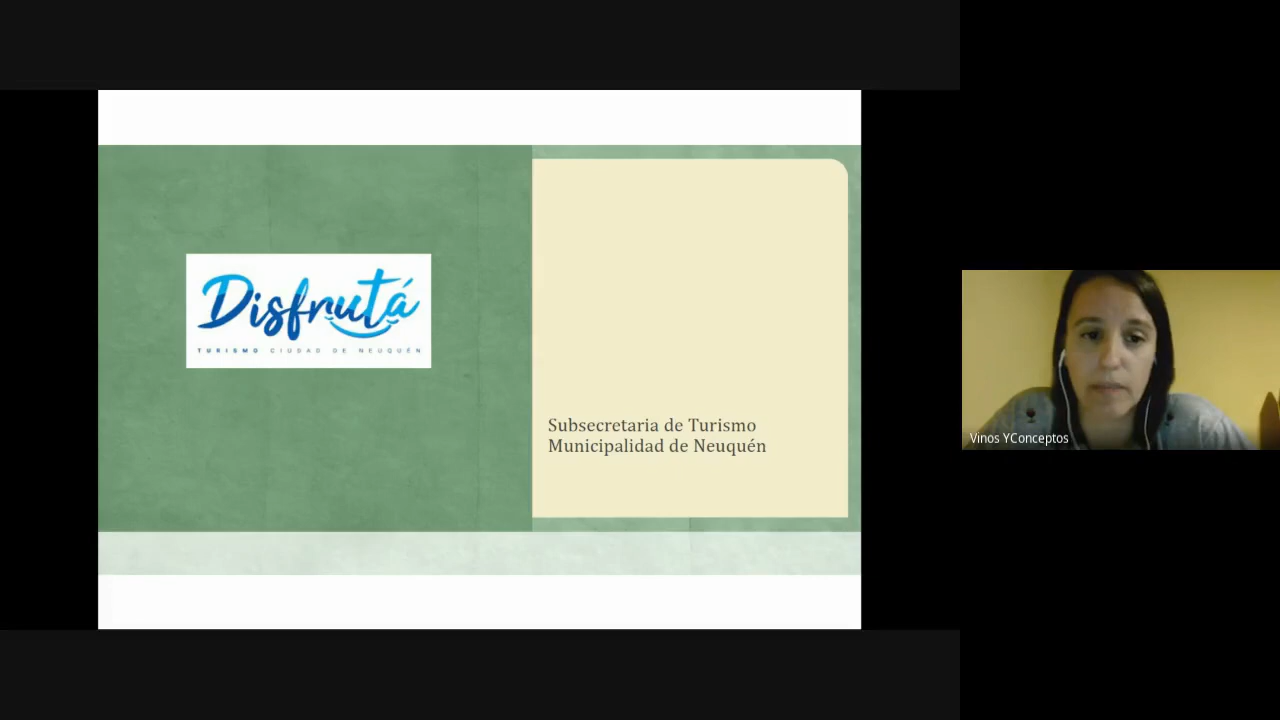 Disfrutá
TURISMO CIUDAD DE NEUQUÉN
Subsecretaria de Turismo
Municipalidad de Neuquén
Vinos YConceptos